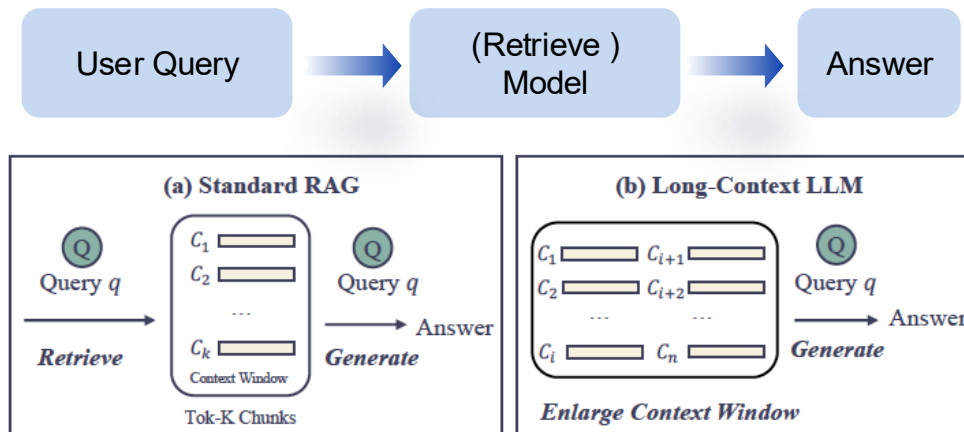 User Query
(Retrieve )
Model
Answer
(a) Standard RAG
Q
Query q
Retrieve
C₁
C₂
...
Cₖ
Context Window
Tok-K Chunks
Q
Query q
Generate
Answer
(b) Long-Context LLM
C₁ Cᵢ₊₁
C₂ Cᵢ₊₂
... ...
Cᵢ Cₙ
Enlarge Context Window
Q
Query q
Generate
Answer